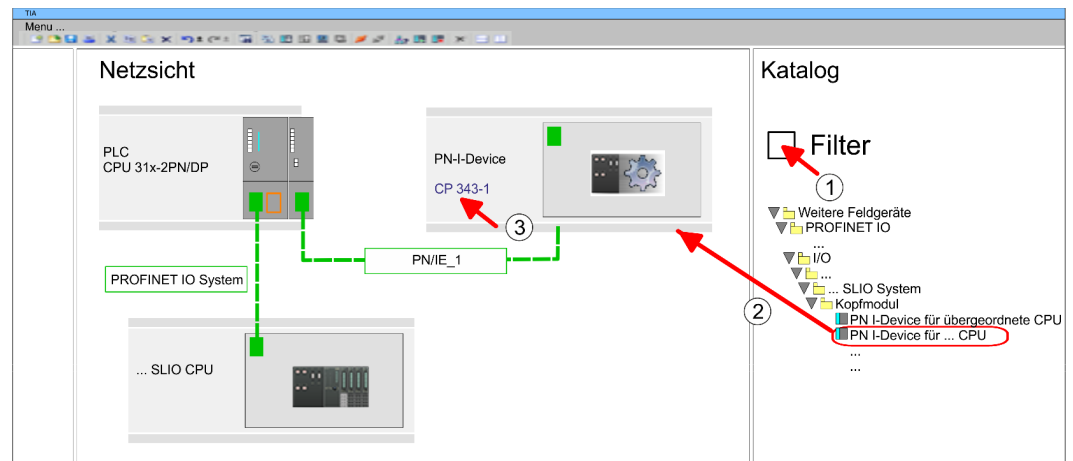 TIA
Menu ...
Netzsicht
PLC
CPU 31x-2PN/DP
PN-I-Device
CP 343-1
3
PN/IE_1
PROFINET IO System
... SLIO CPU
Katalog
Filter
1
Weitere Feldgeräte
PROFINET IO
...
I/O
...
... SLIO System
Kopfmodul
PN I-Device für übergeordnete CPU
2
PN I-Device für ... CPU
...
...